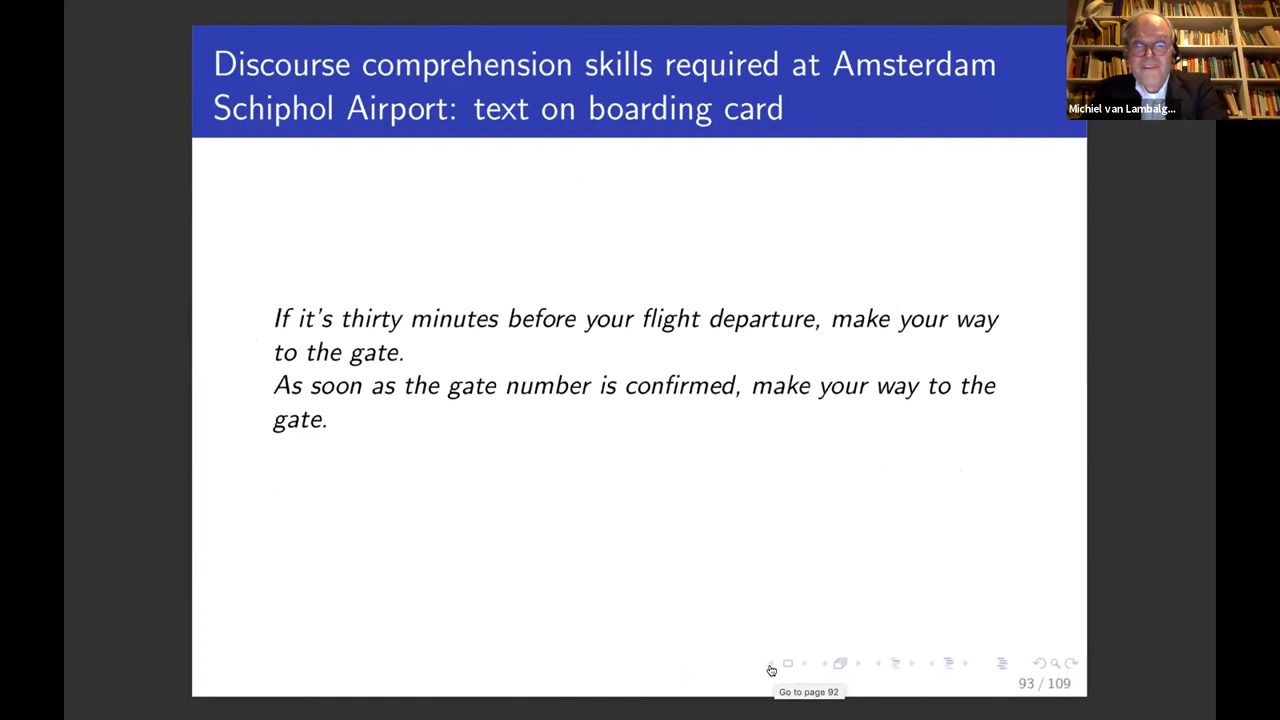 Discourse comprehension skills required at Amsterdam
Schiphol Airport: text on boarding card
Michiel van Lambalg...
If it's thirty minutes before your flight departure, make your way
to the gate.
As soon as the gate number is confirmed, make your way to the
gate.
Go to page 92
93 / 109